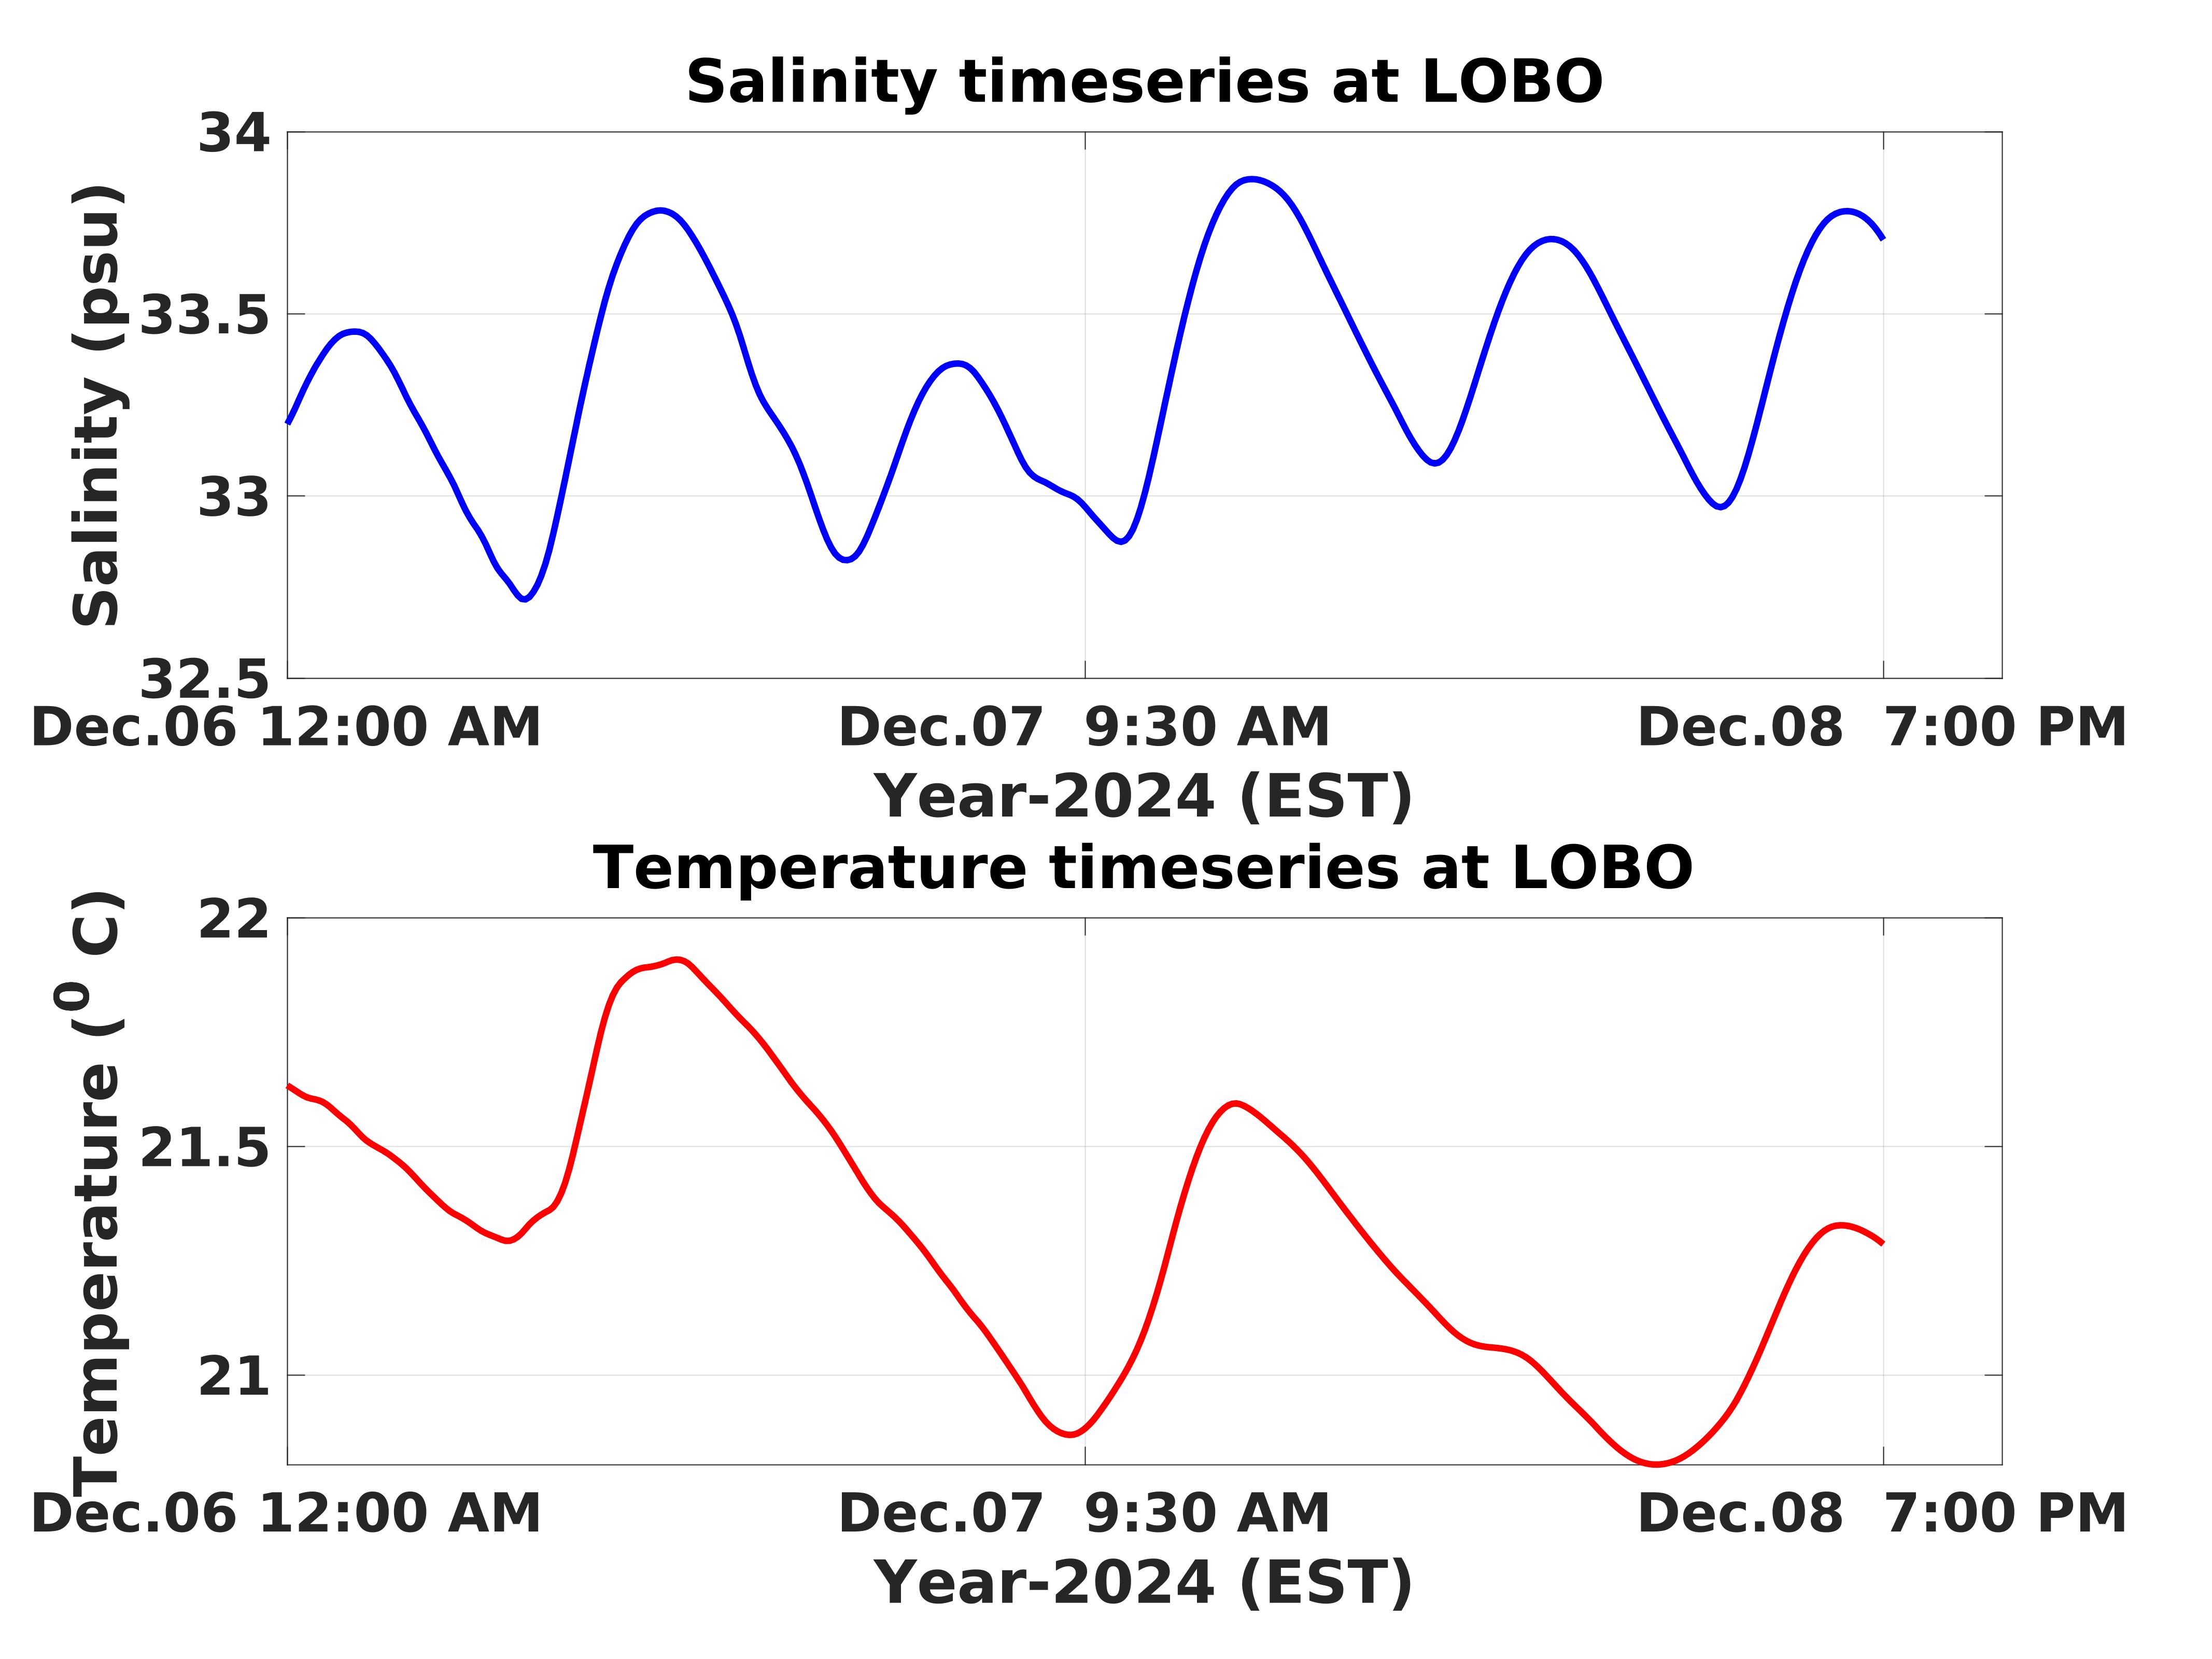 Salinity timeseries at LOBO
Salinity (psu)
34
33.5
33
32.5
Dec.06 12:00 AM Dec.07  9:30 AM Dec.08  7:00 PM
Year-2024 (EST)
Temperature timeseries at LOBO
Temperature (⁰ C)
22
21.5
21
Dec.06 12:00 AM Dec.07  9:30 AM Dec.08  7:00 PM
Year-2024 (EST)